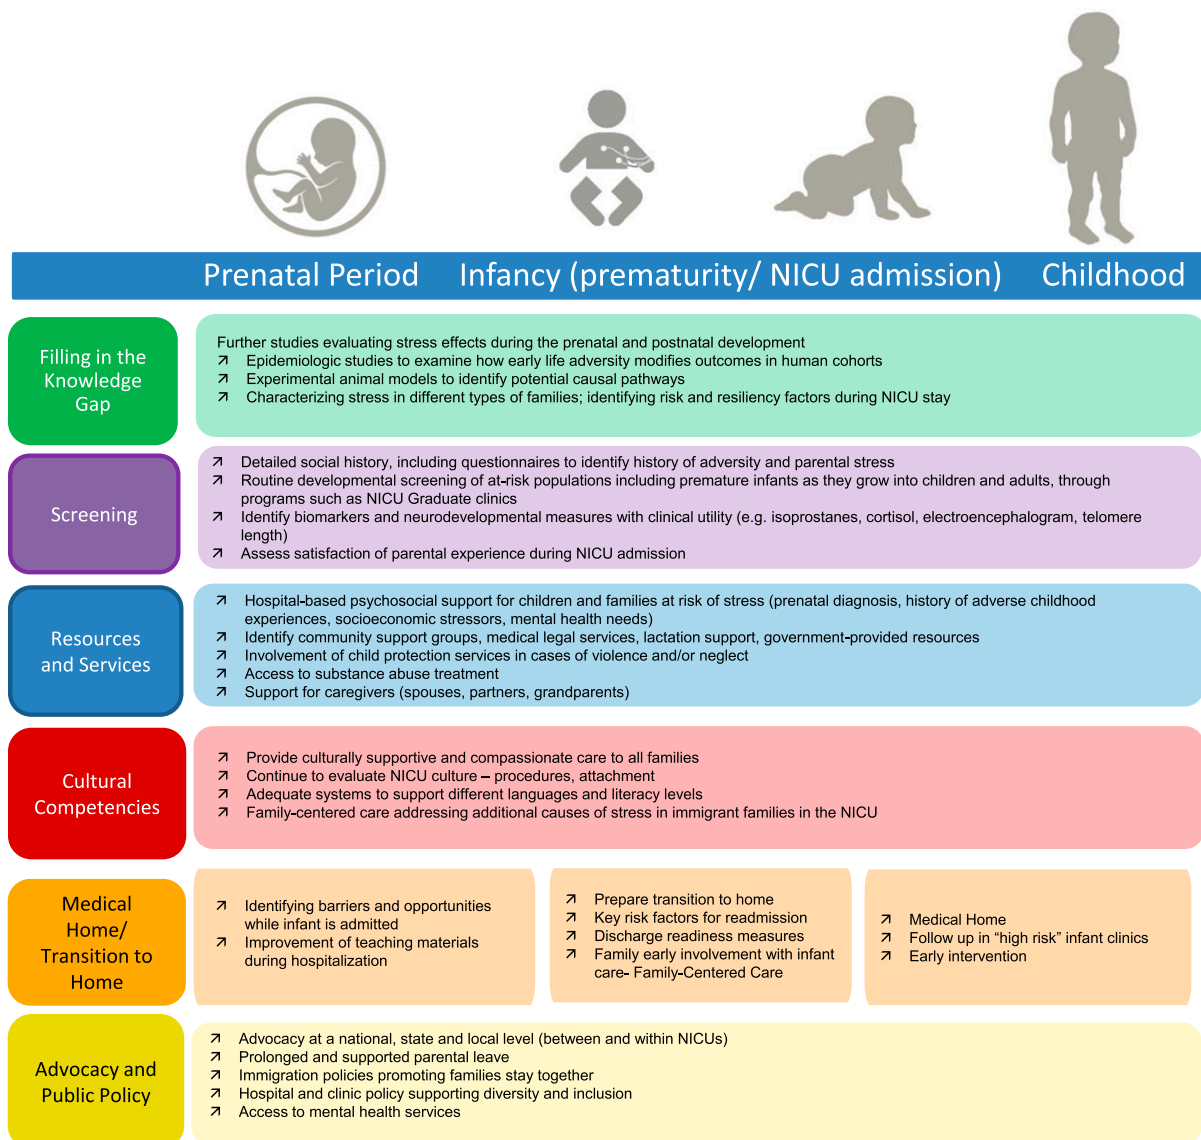 Prenatal Period Infancy (prematurity/ NICU admission) Childhood
Filling in the
Knowledge
Gap
Further studies evaluating stress effects during the prenatal and postnatal development
↗ Epidemiologic studies to examine how early life adversity modifies outcomes in human cohorts
↗ Experimental animal models to identify potential causal pathways
↗ Characterizing stress in different types of families; identifying risk and resiliency factors during NICU stay
Screening
↗ Detailed social history, including questionnaires to identify history of adversity and parental stress
↗ Routine developmental screening of at-risk populations including premature infants as they grow into children and adults, through
programs such as NICU Graduate clinics
↗ Identify biomarkers and neurodevelopmental measures with clinical utility (e.g. isoprostanes, cortisol, electroencephalogram, telomere
length)
↗ Assess satisfaction of parental experience during NICU admission
Resources
and Services
↗ Hospital-based psychosocial support for children and families at risk of stress (prenatal diagnosis, history of adverse childhood
experiences, socioeconomic stressors, mental health needs)
↗ Identify community support groups, medical legal services, lactation support, government-provided resources
↗ Involvement of child protection services in cases of violence and/or neglect
↗ Access to substance abuse treatment
↗ Support for caregivers (spouses, partners, grandparents)
Cultural
Competencies
↗ Provide culturally supportive and compassionate care to all families
↗ Continue to evaluate NICU culture – procedures, attachment
↗ Adequate systems to support different languages and literacy levels
↗ Family-centered care addressing additional causes of stress in immigrant families in the NICU
Medical
Home/
Transition to
Home
↗ Identifying barriers and opportunities
while infant is admitted
↗ Improvement of teaching materials
during hospitalization
↗ Prepare transition to home
↗ Key risk factors for readmission
↗ Discharge readiness measures
↗ Family early involvement with infant
care- Family-Centered Care
↗ Medical Home
↗ Follow up in “high risk” infant clinics
↗ Early intervention
Advocacy and
Public Policy
↗ Advocacy at a national, state and local level (between and within NICUs)
↗ Prolonged and supported parental leave
↗ Immigration policies promoting families stay together
↗ Hospital and clinic policy supporting diversity and inclusion
↗ Access to mental health services